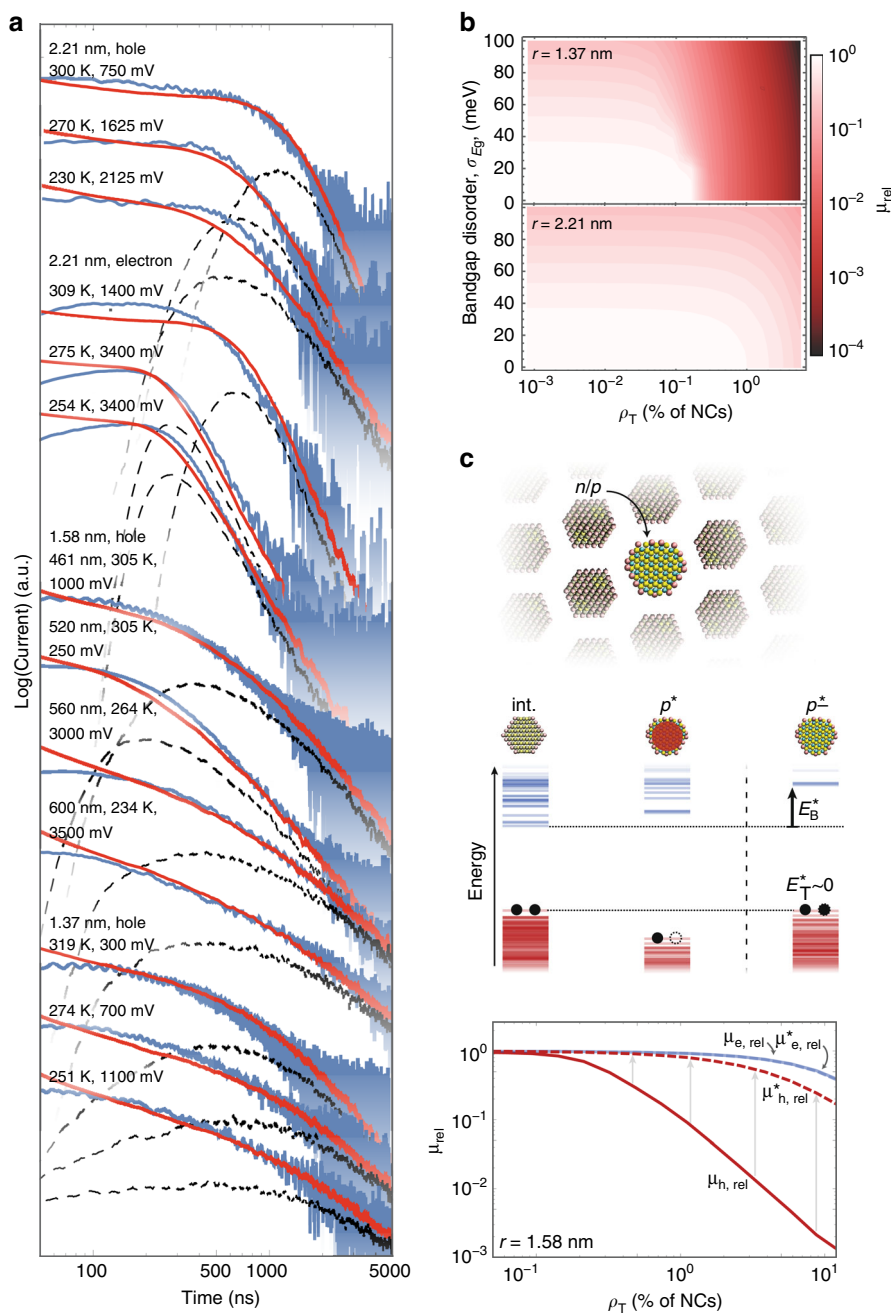 a
2.21 nm, hole
300 K, 750 mV
270 K, 1625 mV
230 K, 2125 mV
2.21 nm, electron
309 K, 1400 mV
275 K, 3400 mV
254 K, 3400 mV
1.58 nm, hole
461 nm, 305 K,
1000 mV
520 nm, 305 K,
250 mV
560 nm, 264 K,
3000 mV
600 nm, 234 K,
3500 mV
1.37 nm, hole
319 K, 300 mV
274 K, 700 mV
251 K, 1100 mV
Log(Current) (a.u.)
100 500 1000 5000
Time (ns)
b
r = 1.37 nm
100
80
60
40
20
0
r = 2.21 nm
100
80
60
40
20
0
Bandgap disorder, σEg, (meV)
10⁻³ 10⁻² 10⁻¹ 10⁰
ρT (% of NCs)
10⁰
10⁻¹
10⁻²
10⁻³
10⁻⁴
μrel
c
n/p
int. p* p*
E*B
E*T~0
Energy
10⁰
10⁻¹
10⁻²
10⁻³
μrel
μe, rel μ*e, rel
μ*h, rel
μh, rel
r = 1.58 nm
10⁻¹ 10⁰ 10¹
ρT (% of NCs)